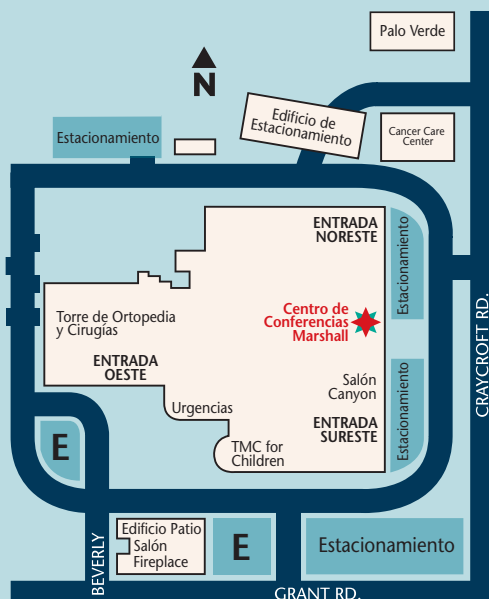 Palo Verde
N
Edificio de
Estacionamiento
Estacionamiento
Cancer Care
Center
ENTRADA
NORESTE
Estacionamiento
Centro de
Conferencias
Marshall
Torre de Ortopedia
y Cirugías
ENTRADA
OESTE
CRAYCROFT RD.
Salón
Canyon
Urgencias
ENTRADA
SURESTE
Estacionamiento
TMC for
Children
E
BEVERLY
Edificio Patio
Salón
Fireplace
E
Estacionamiento
GRANT RD.